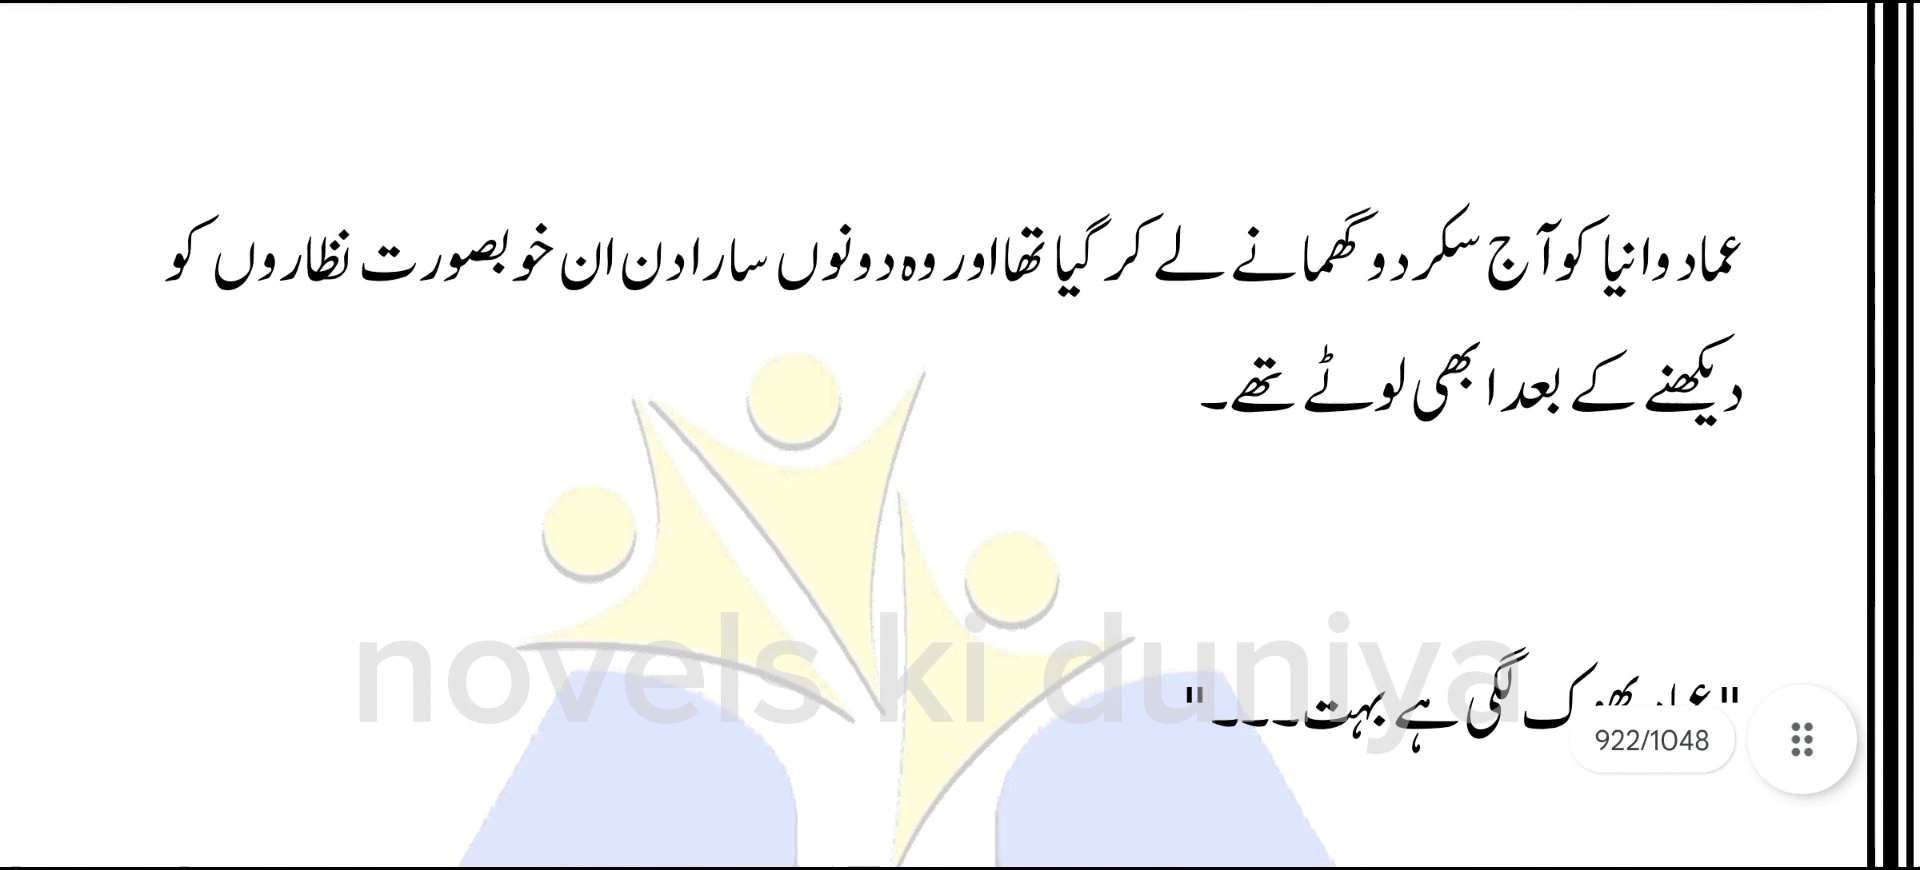 عماد وانیا کو آج سکردو گھمانے لے کر گیا تھا اور وہ دونوں سارا دن ان خوبصورت نظاروں کو
دیکھنے کے بعد ابھی لوٹے تھے۔
novels ki duniya
"عماد بھوک لگی ہے بہت۔۔۔"
922/1048